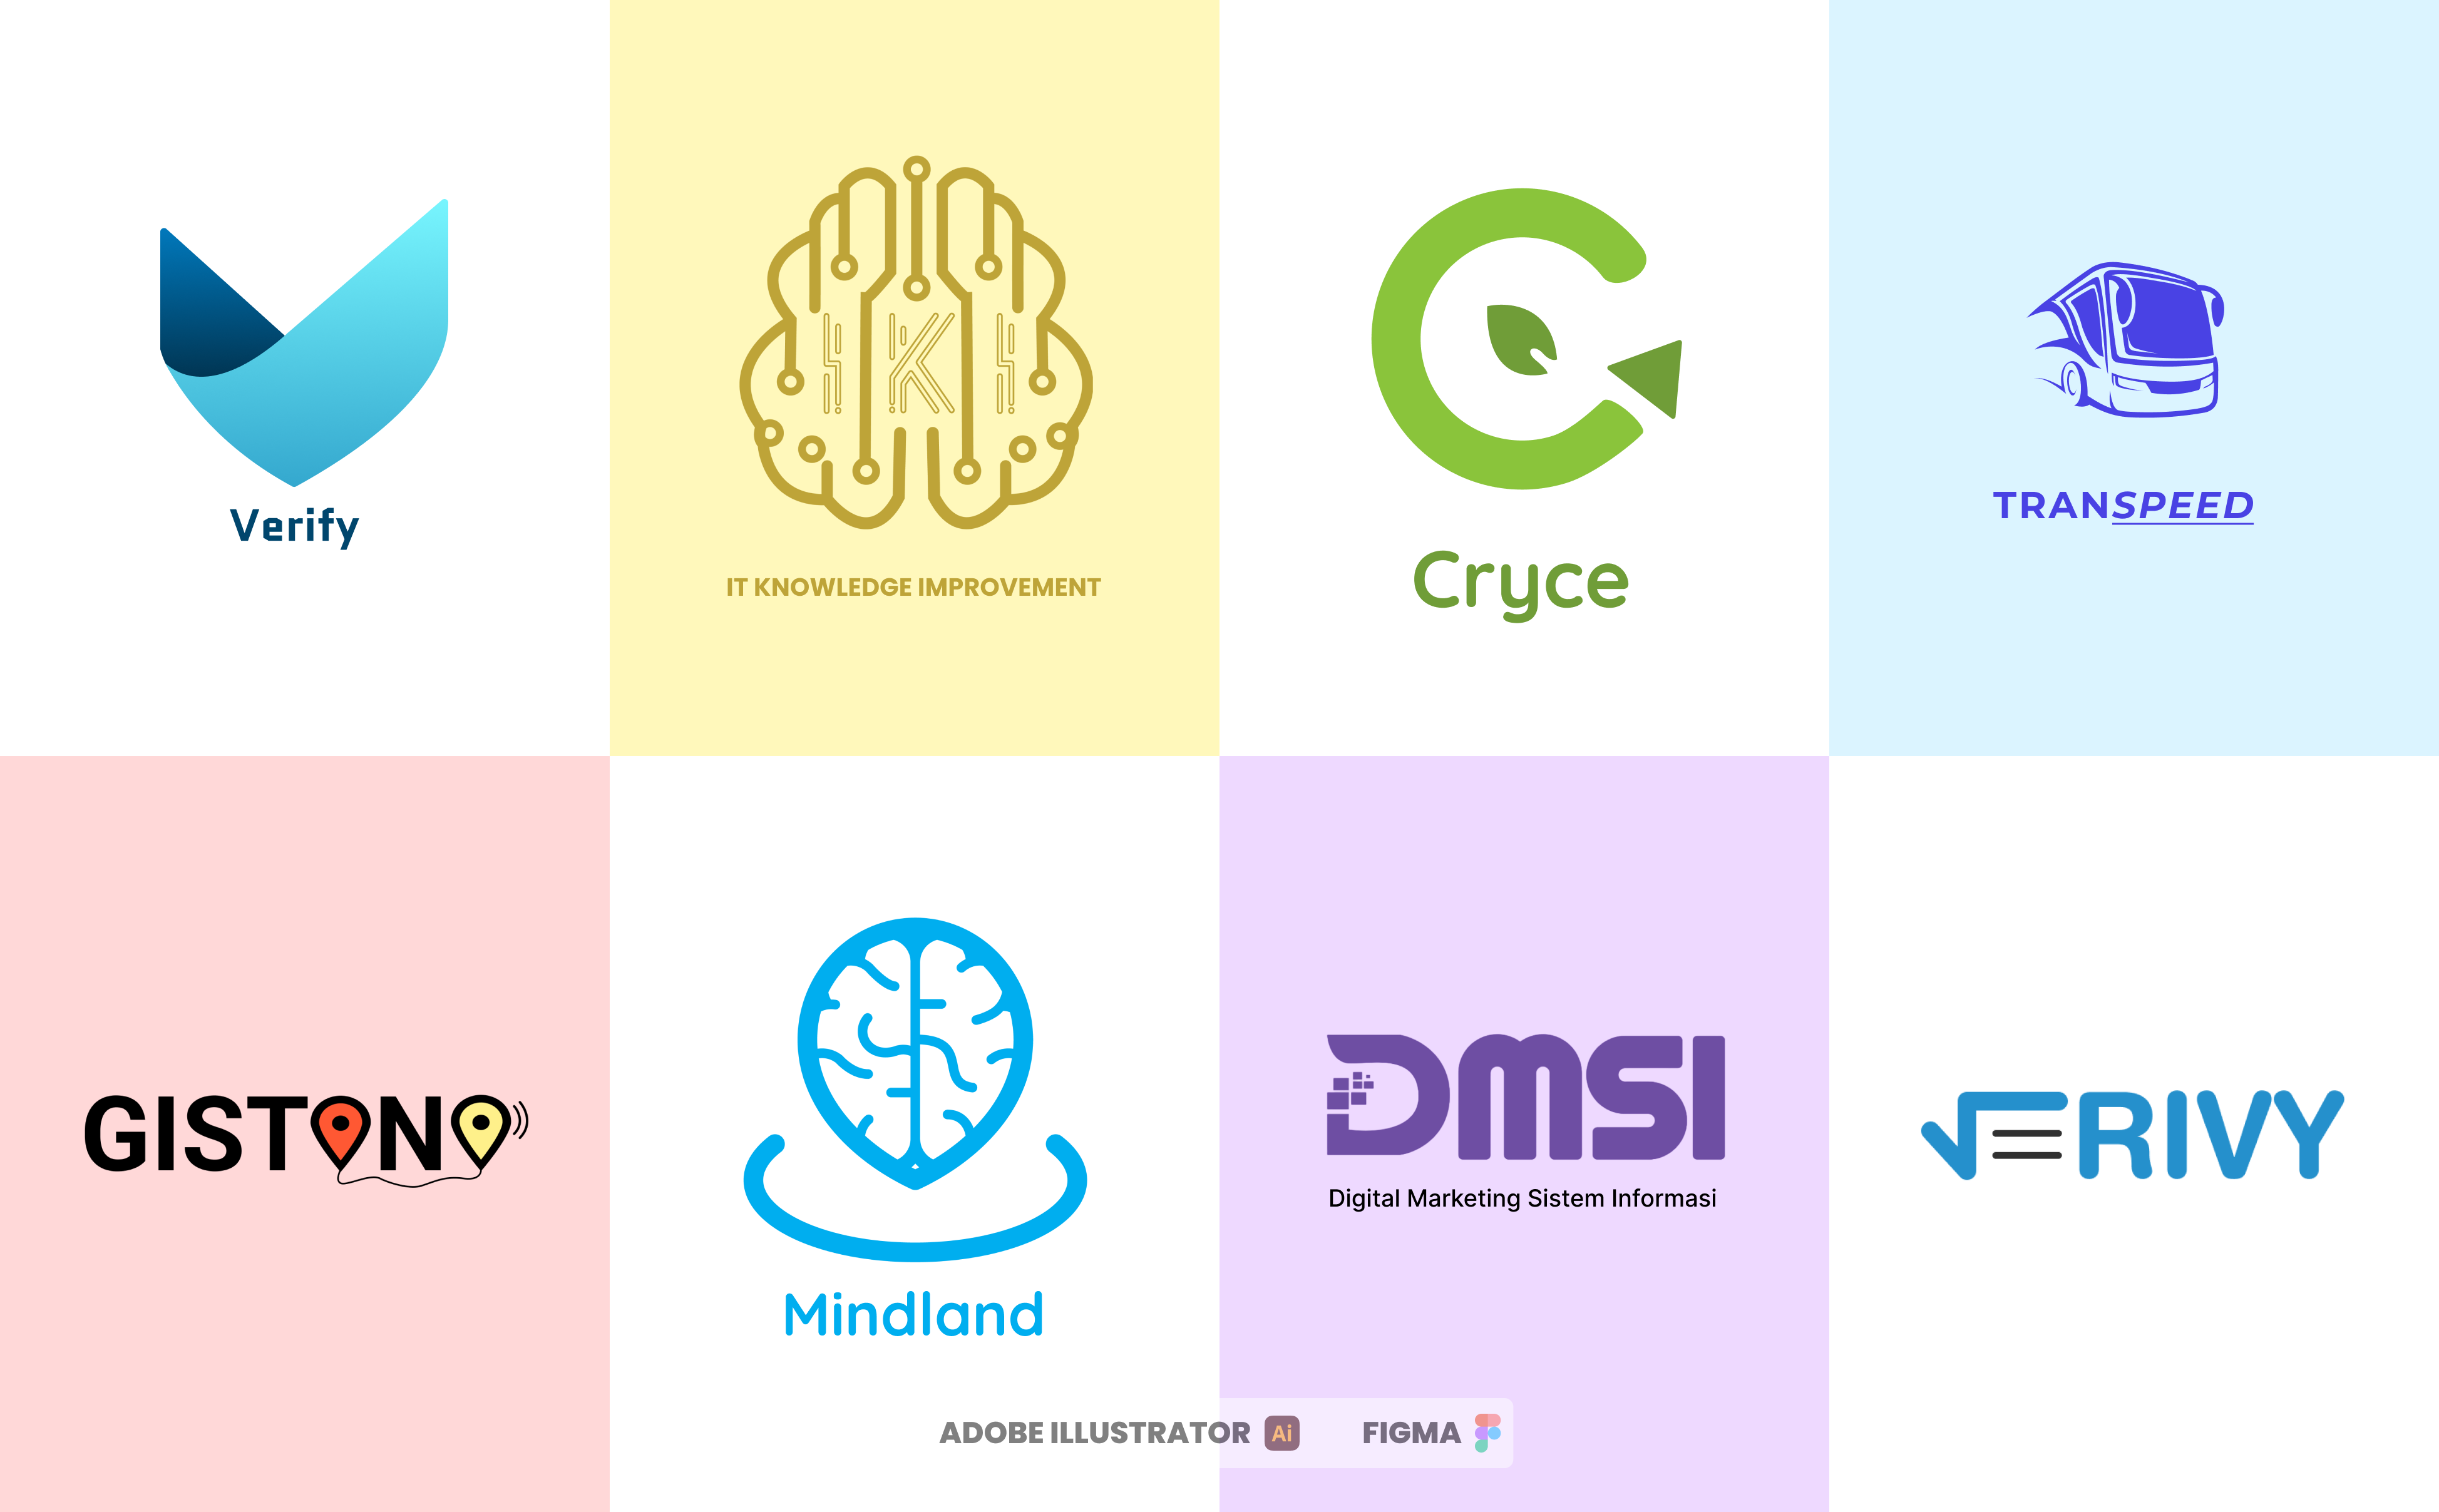 Verify
IKI
IT KNOWLEDGE IMPROVEMENT
Cryce
TRANSPEED
GISTONO
Mindland
DMSI
Digital Marketing Sistem Informasi
VERIVY
ADOBE ILLUSTRATOR Ai FIGMA